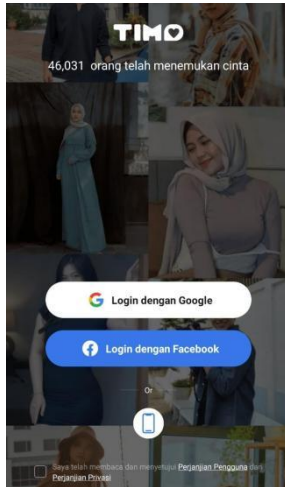 TIMO
46,031 orang telah menemukan cinta
Login dengan Google
Login dengan Facebook
Or
Saya telah membaca dan menyetujui Perjanjian Pengguna dan
Perjanjian Privasi